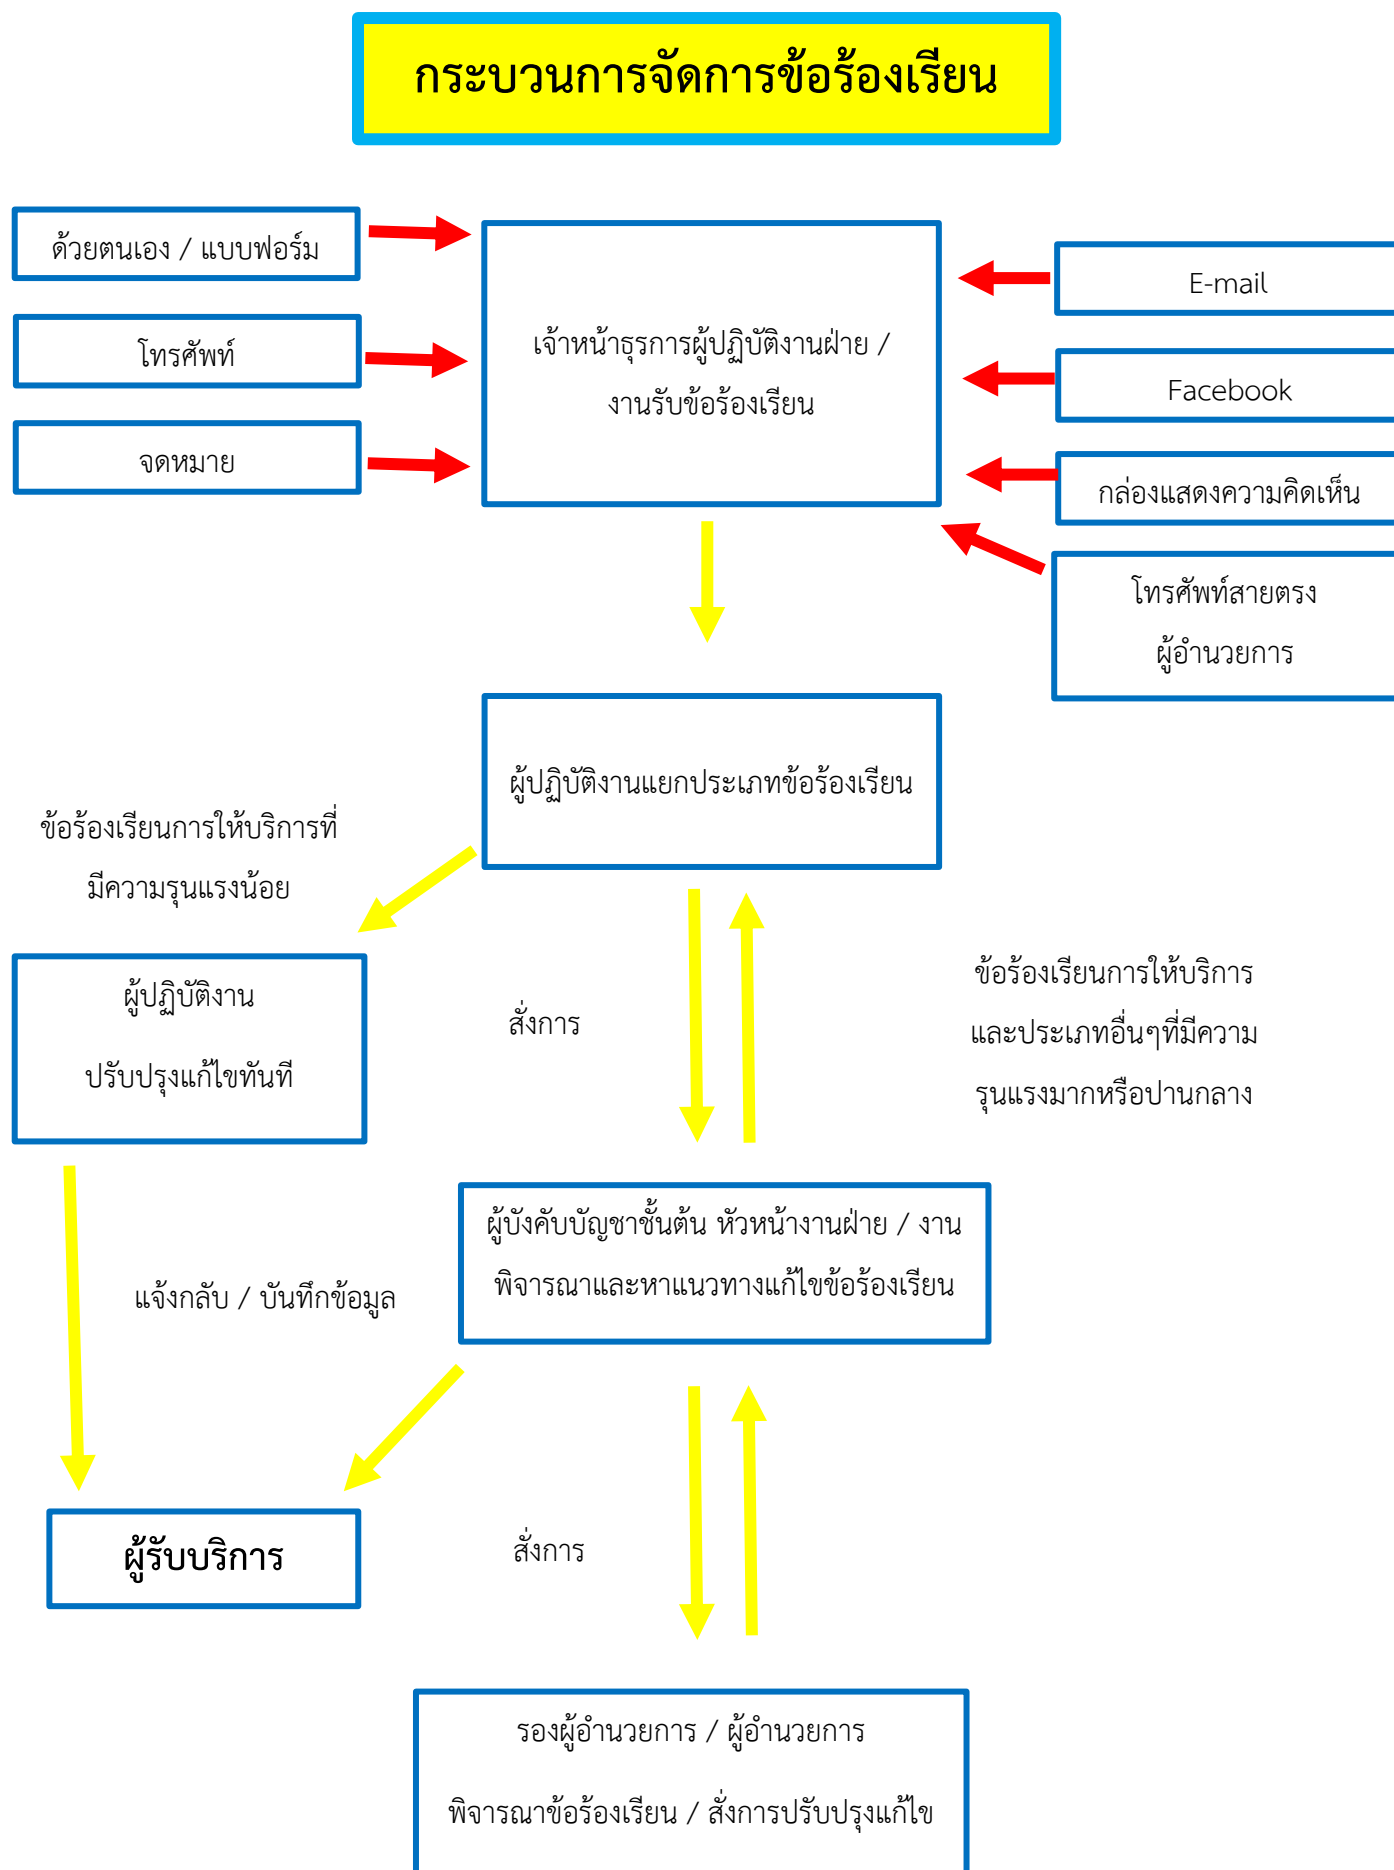 กระบวนการจัดการข้อร้องเรียน
ด้วยตนเอง / แบบฟอร์ม
โทรศัพท์
จดหมาย
เจ้าหน้าธุรการผู้ปฏิบัติงานฝ่าย /
งานรับข้อร้องเรียน
E-mail
Facebook
กล่องแสดงความคิดเห็น
โทรศัพท์สายตรง
ผู้อำนวยการ
ผู้ปฏิบัติงานแยกประเภทข้อร้องเรียน
ข้อร้องเรียนการให้บริการที่
มีความรุนแรงน้อย
ผู้ปฏิบัติงาน
ปรับปรุงแก้ไขทันที
สั่งการ
ข้อร้องเรียนการให้บริการ
และประเภทอื่นๆที่มีความ
รุนแรงมากหรือปานกลาง
ผู้บังคับบัญชาชั้นต้น หัวหน้างานฝ่าย / งาน
พิจารณาและหาแนวทางแก้ไขข้อร้องเรียน
แจ้งกลับ / บันทึกข้อมูล
ผู้รับบริการ
สั่งการ
รองผู้อำนวยการ / ผู้อำนวยการ
พิจารณาข้อร้องเรียน / สั่งการปรับปรุงแก้ไข